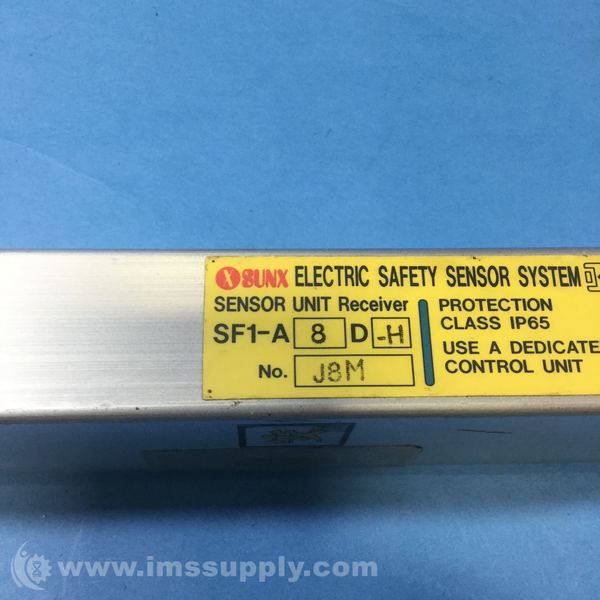 SUNX ELECTRIC SAFETY SENSOR SYSTEM
SENSOR UNIT Receiver
SF1-A 8 D -H
No. J8M
PROTECTION
CLASS IP65
USE A DEDICATE
CONTROL UNIT
www.imssupply.com